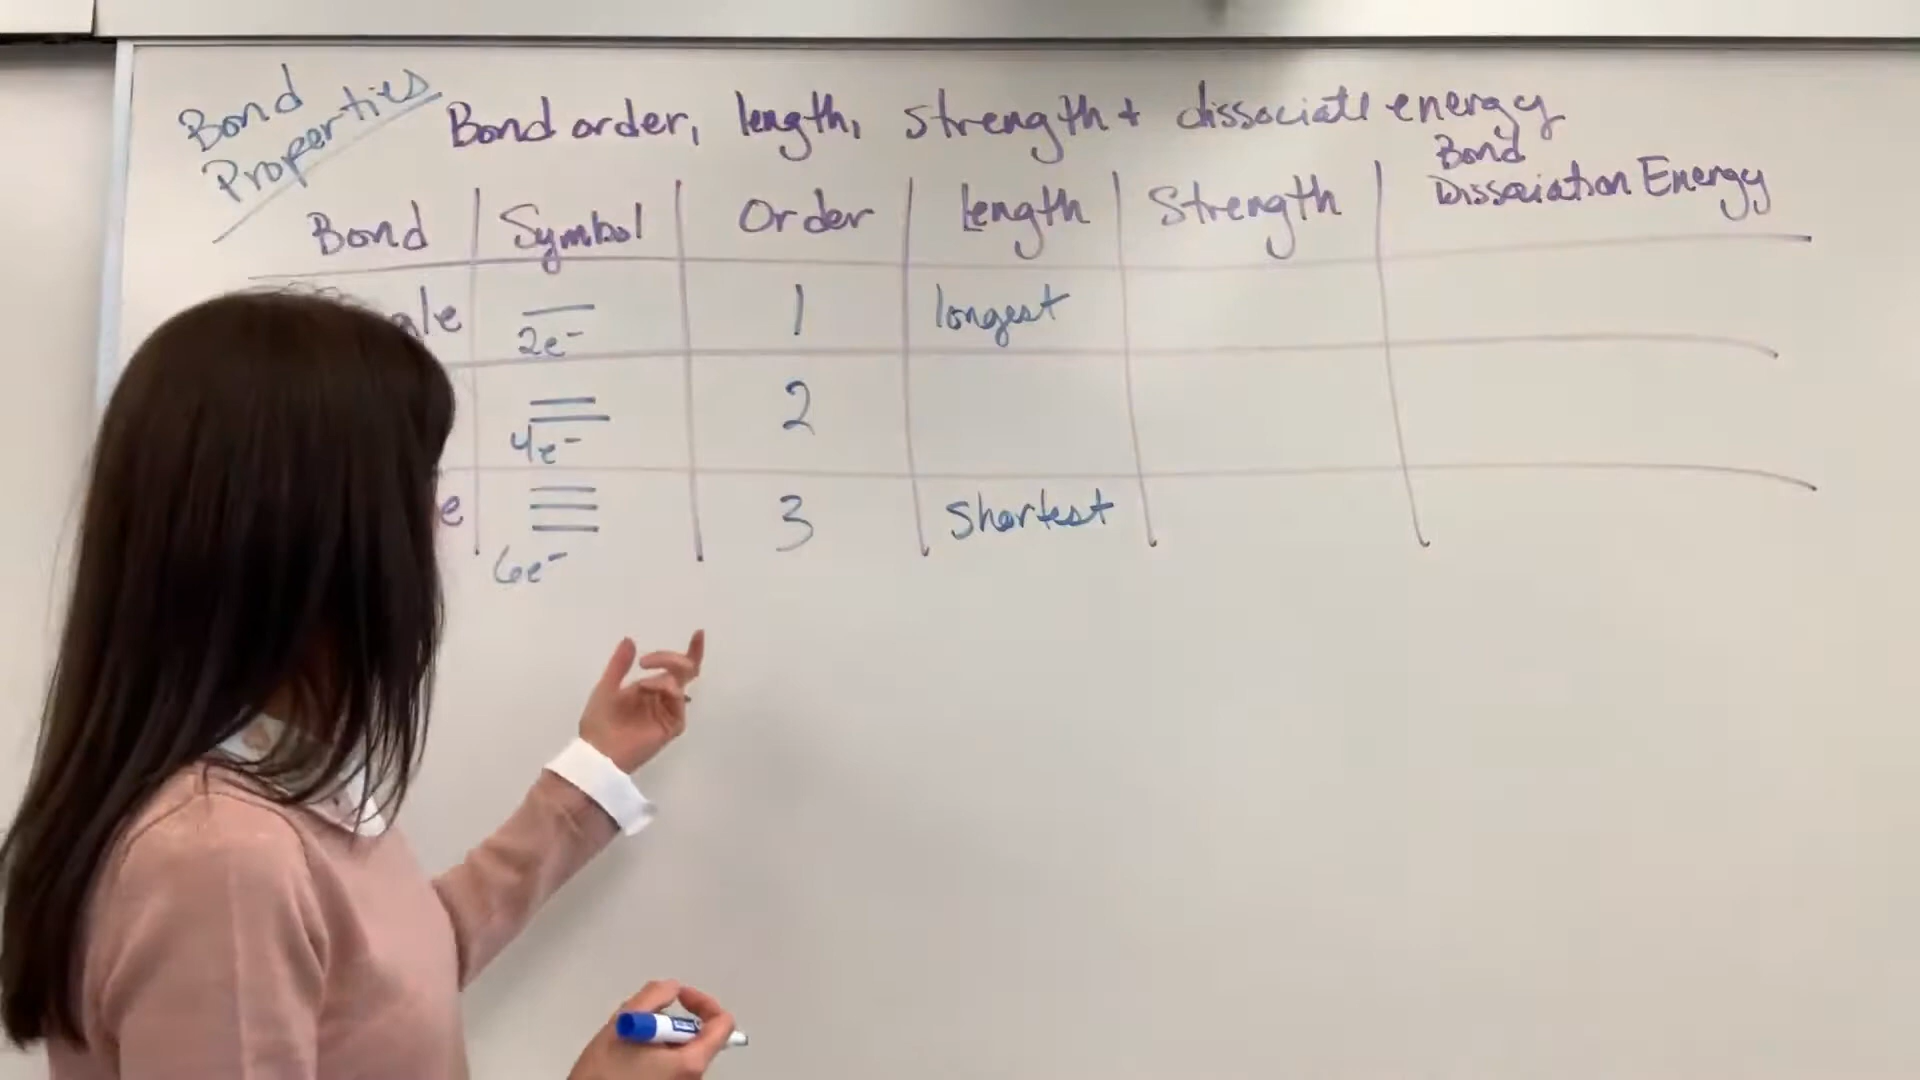 Bond
Properties
Bond order, length, strength + dissociate energy
Bond Symbol Order length Strength Bond Dissociation Energy
2e⁻ 1 longest
4e⁻ 2
3 Shortest
6e⁻